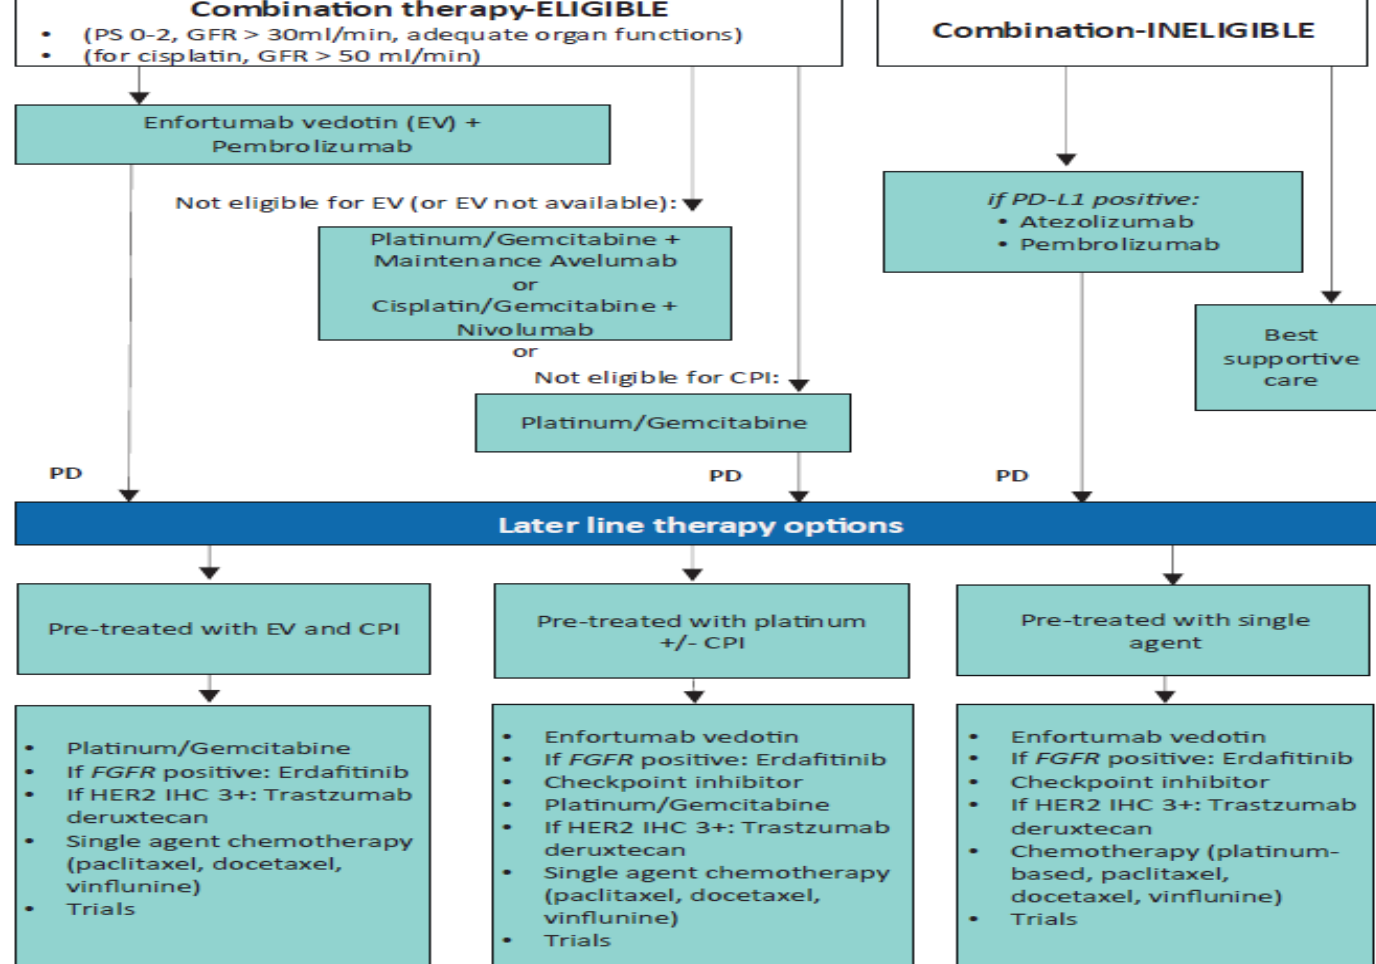 Combination therapy-ELIGIBLE
• (PS 0-2, GFR > 30ml/min, adequate organ functions)
• (for cisplatin, GFR > 50 ml/min)
Combination-INELIGIBLE
Enfortumab vedotin (EV) +
Pembrolizumab
Not eligible for EV (or EV not available):
Platinum/Gemcitabine +
Maintenance Avelumab
or
Cisplatin/Gemcitabine +
Nivolumab
or
Not eligible for CPI:
Platinum/Gemcitabine
if PD-L1 positive:
• Atezolizumab
• Pembrolizumab
Best
supportive
care
PD
PD
PD
Later line therapy options
Pre-treated with EV and CPI
• Platinum/Gemcitabine
• If FGFR positive: Erdafitinib
• If HER2 IHC 3+: Trastzumab
deruxtecan
• Single agent chemotherapy
(paclitaxel, docetaxel,
vinflunine)
• Trials
Pre-treated with platinum
+/- CPI
• Enfortumab vedotin
• If FGFR positive: Erdafitinib
• Checkpoint inhibitor
• Platinum/Gemcitabine
• If HER2 IHC 3+: Trastzumab
deruxtecan
• Single agent chemotherapy
(paclitaxel, docetaxel,
vinflunine)
• Trials
Pre-treated with single
agent
• Enfortumab vedotin
• If FGFR positive: Erdafitinib
• Checkpoint inhibitor
• If HER2 IHC 3+: Trastzumab
deruxtecan
• Chemotherapy (platinum-
based, paclitaxel,
docetaxel, vinflunine)
• Trials